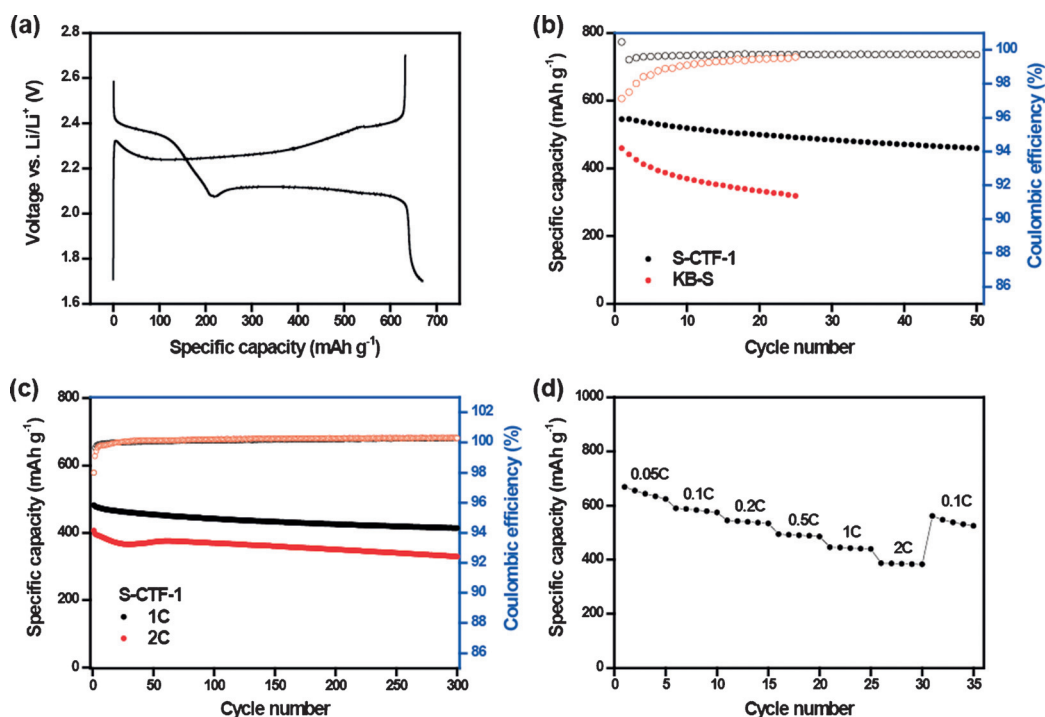 (a)
2.8
2.4
2.0
1.6
Voltage vs. Li/Li+ (V)
0 100 200 300 400 500 600 700
Specific capacity (mAh g-1)
(b)
800
600
400
200
0
Specific capacity (mAh g-1)
S-CTF-1
KB-S
0 10 20 30 40 50
Cycle number
100
98
96
94
92
90
88
86
Coulombic efficiency (%)
(c)
800
600
400
200
0
Specific capacity (mAh g-1)
S-CTF-1
1C
2C
0 50 100 150 200 250 300
Cycle number
102
100
98
96
94
92
90
88
86
Coulombic efficiency (%)
(d)
1000
800
600
400
200
0
Specific capacity (mAh g-1)
0.05C
0.1C
0.2C
0.5C
1C
2C
0.1C
0 5 10 15 20 25 30 35
Cycle number